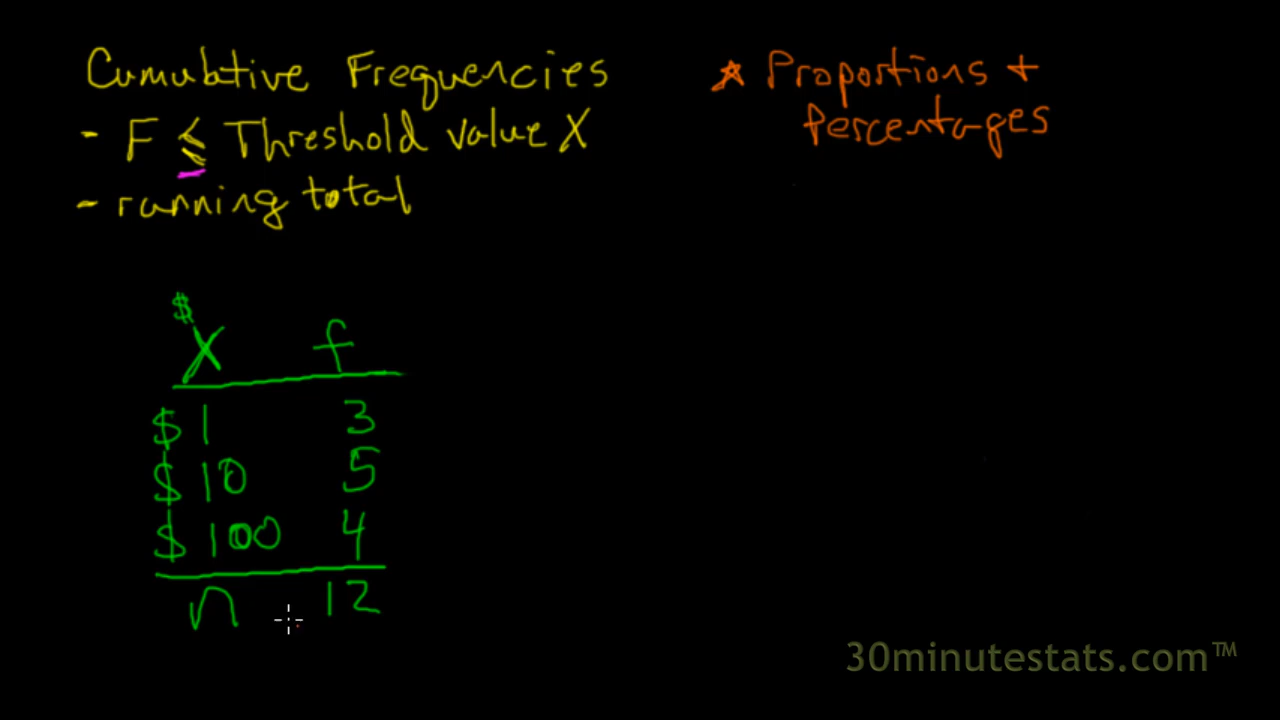 Cumulative Frequencies
- F ≤ Threshold value X
- running total
* Proportions +
Percentages
$
X f
$ 1 3
$ 10 5
$ 100 4
n 12
30minutestats.com™